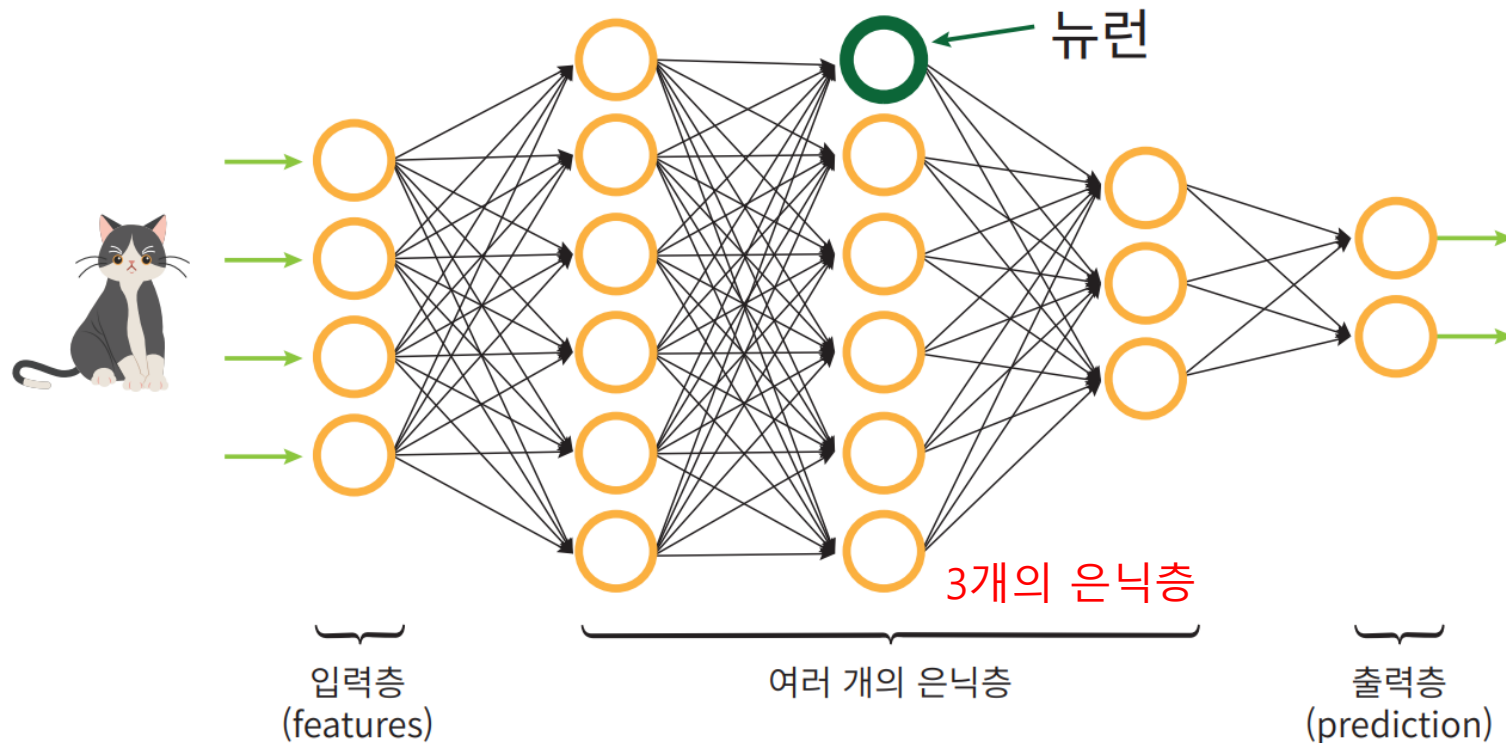 뉴런
3개의 은닉층
입력층
(features)
여러 개의 은닉층
출력층
(prediction)